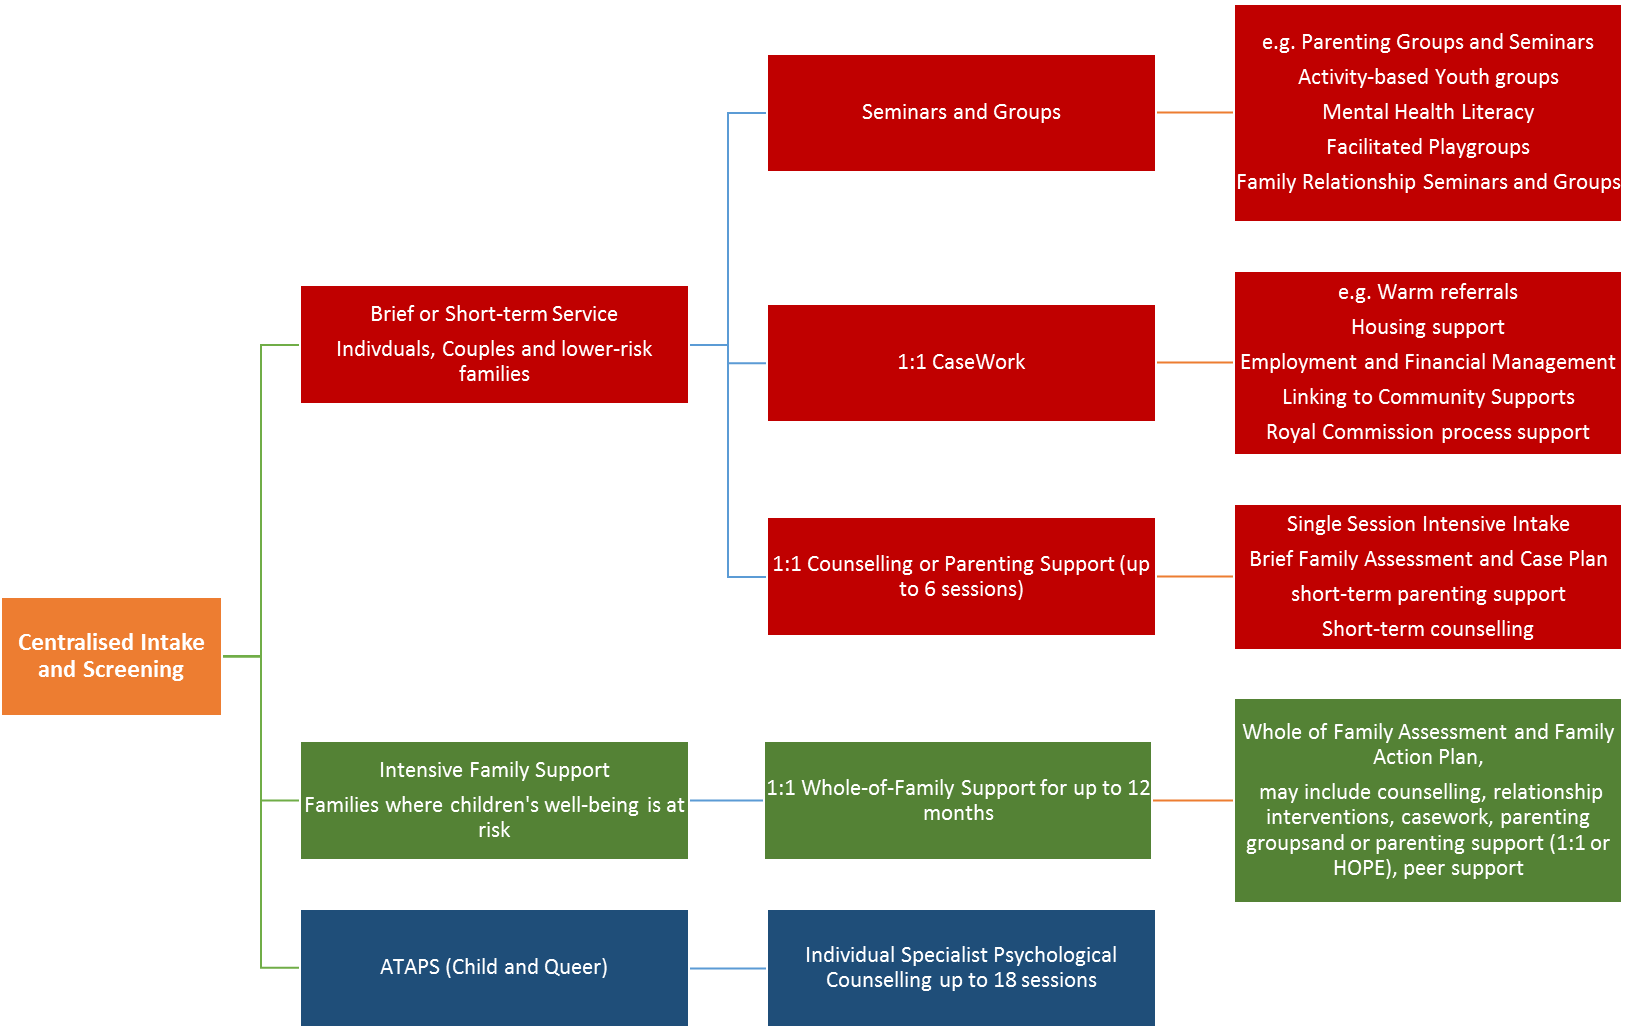 e.g. Parenting Groups and Seminars
Activity-based Youth groups
Mental Health Literacy
Facilitated Playgroups
Family Relationship Seminars and Groups
Seminars and Groups
Brief or Short-term Service
Indivduals, Couples and lower-risk
families
1:1 CaseWork
e.g. Warm referrals
Housing support
Employment and Financial Management
Linking to Community Supports
Royal Commission process support
1:1 Counselling or Parenting Support (up
to 6 sessions)
Single Session Intensive Intake
Brief Family Assessment and Case Plan
short-term parenting support
Short-term counselling
Centralised Intake
and Screening
Intensive Family Support
Families where children's well-being is at
risk
1:1 Whole-of-Family Support for up to 12
months
Whole of Family Assessment and Family
Action Plan,
may include counselling, relationship
interventions, casework, parenting
groupsand or parenting support (1:1 or
HOPE), peer support
ATAPS (Child and Queer)
Individual Specialist Psychological
Counselling up to 18 sessions